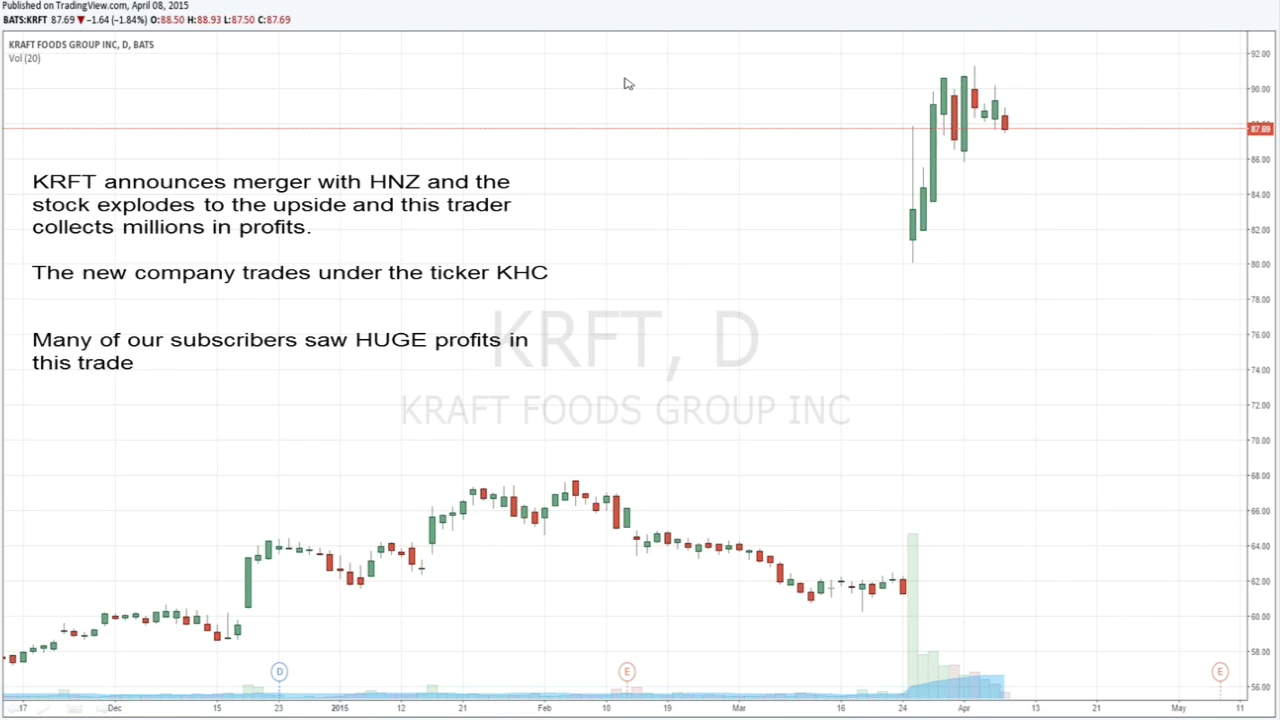 Published on TradingView.com, April 08, 2015
BATS:KRFT 87.69 ▼ −1.64 (−1.84%) O:88.50 H:88.93 L:87.50 C:87.69
KRAFT FOODS GROUP INC, D, BATS
Vol (20)
92.00
90.00
87.69
86.00
84.00
82.00
80.00
78.00
76.00
74.00
72.00
70.00
68.00
66.00
64.00
62.00
60.00
58.00
56.00
KRFT announces merger with HNZ and the
stock explodes to the upside and this trader
collects millions in profits.
The new company trades under the ticker KHC
Many of our subscribers saw HUGE profits in
this trade
KRFT, D
KRAFT FOODS GROUP INC
D E E
17 Dec 15 23 2015 12 21 Feb 10 19 Mar 16 24 Apr 13 21 May 11